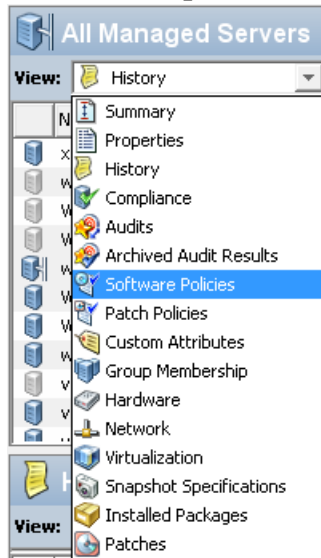 All Managed Servers
View: History
N
Summary
Properties
x
History
w
Compliance
Audits
Archived Audit Results
Software Policies
Patch Policies
Custom Attributes
Group Membership
v
Hardware
v
Network
Virtualization
Snapshot Specifications
Installed Packages
View:
Patches